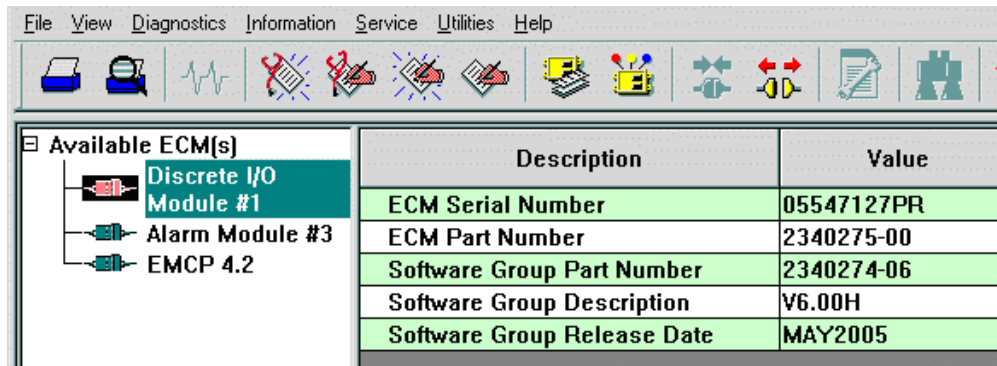 File View Diagnostics Information Service Utilities Help
Available ECM(s)
Discrete I/O
Module #1
Alarm Module #3
EMCP 4.2
Description Value
ECM Serial Number 05547127PR
ECM Part Number 2340275-00
Software Group Part Number 2340274-06
Software Group Description V6.00H
Software Group Release Date MAY2005